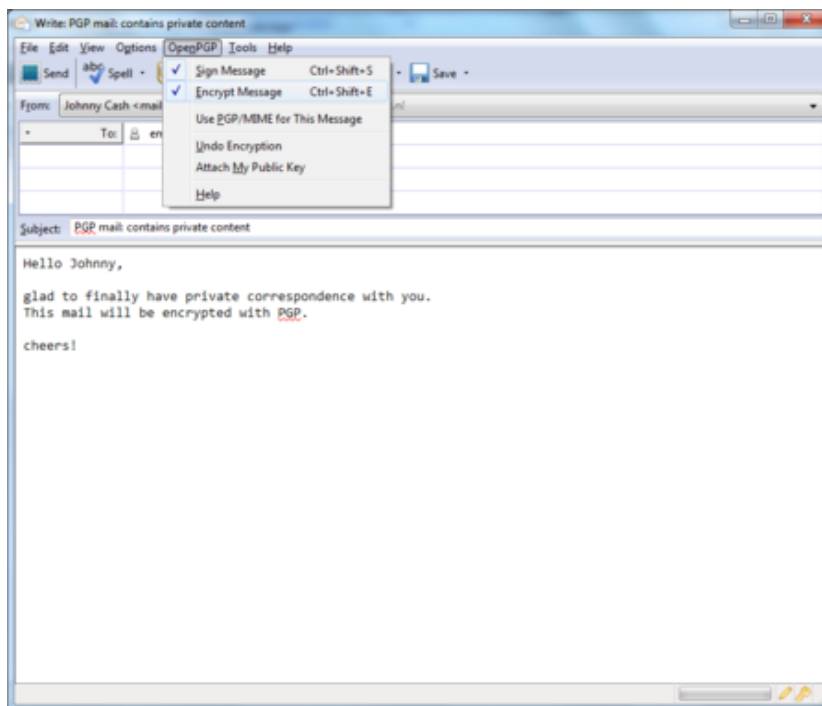 Write: PGP mail: contains private content
File Edit View Options OpenPGP Tools Help
Send Spell Save
Sign Message Ctrl+Shift+S
Encrypt Message Ctrl+Shift+E
From: Johnny Cash <mail
Use PGP/MIME for This Message
To: en
Undo Encryption
Attach My Public Key
Help
Subject: PGP mail: contains private content
Hello Johnny,
glad to finally have private correspondence with you.
This mail will be encrypted with PGP.
cheers!